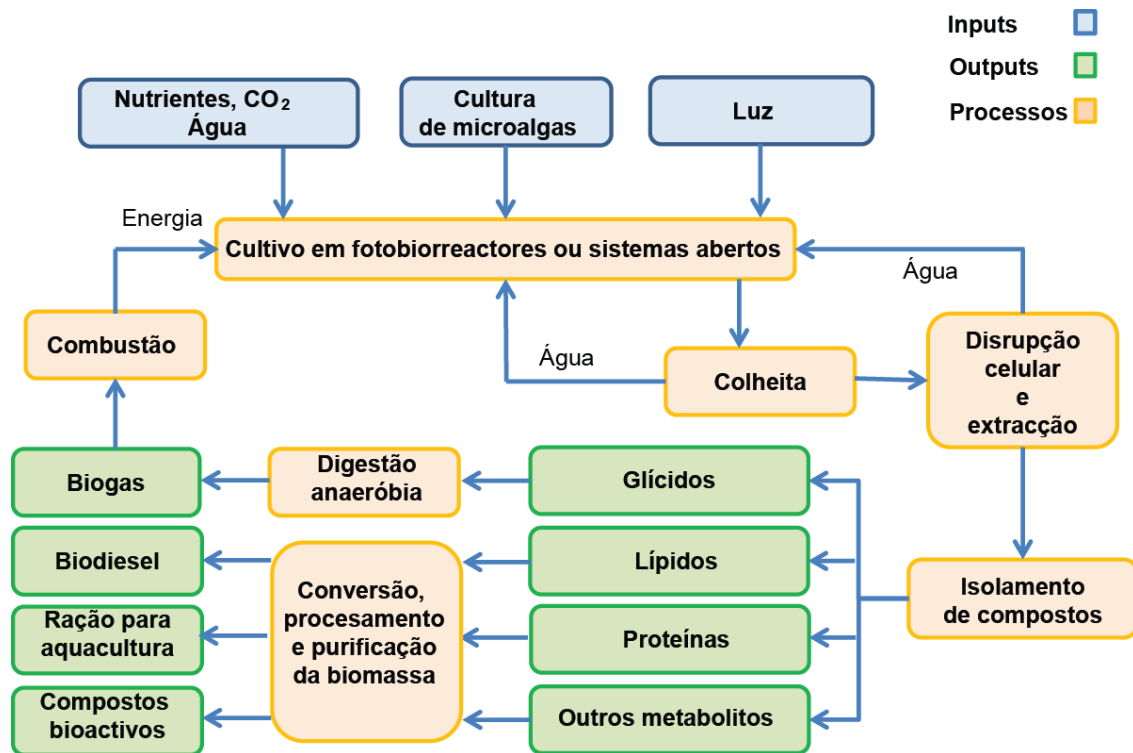 Inputs
Outputs
Processos
Nutrientes, CO₂
Água
Cultura
de microalgas
Luz
Energia
Cultivo em fotobiorreactores ou sistemas abertos
Água
Combustão
Água
Colheita
Disrupção
celular
e
extracção
Biogas
Digestão
anaeróbia
Glícidos
Biodiesel
Conversão,
procesamento
e purificação
da biomassa
Lípidos
Isolamento
de compostos
Ração para
aquacultura
Proteínas
Compostos
bioactivos
Outros metabolitos